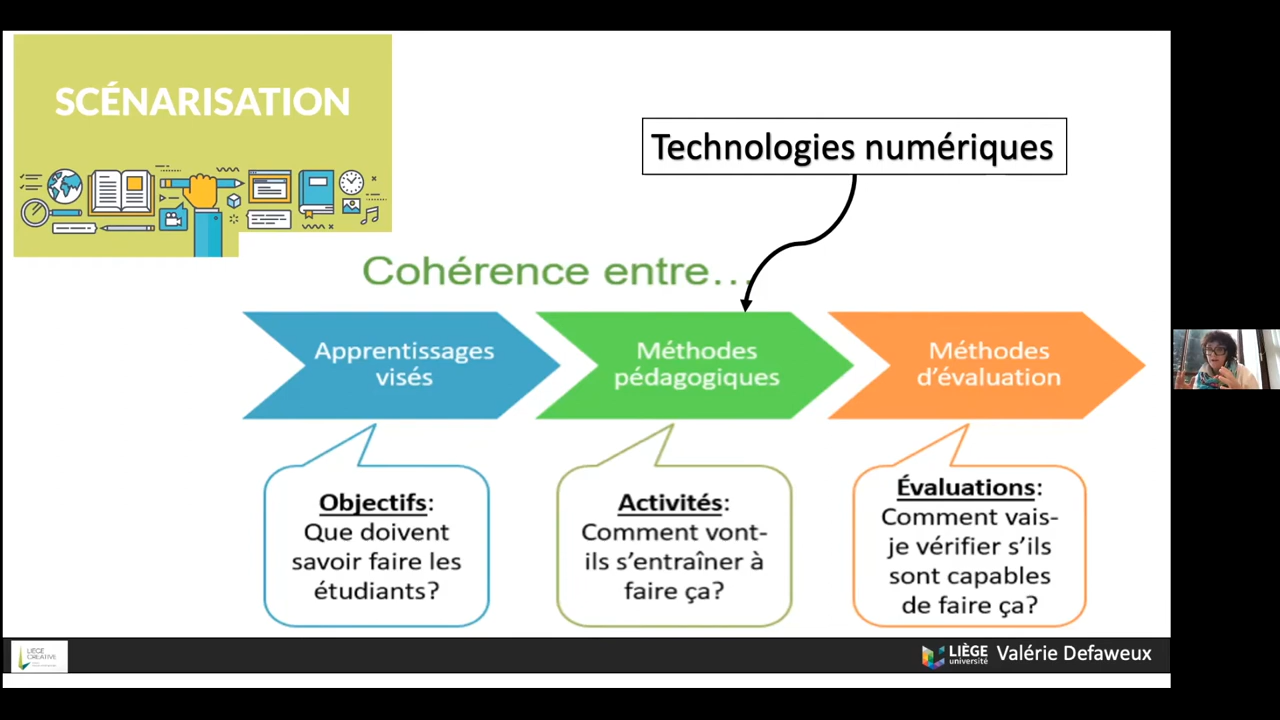 SCÉNARISATION
Technologies numériques
Cohérence entre…
Apprentissages
visés
Méthodes
pédagogiques
Méthodes
d'évaluation
Objectifs:
Que doivent
savoir faire les
étudiants?
Activités:
Comment vont-
ils s'entraîner à
faire ça?
Évaluations:
Comment vais-
je vérifier s'ils
sont capables
de faire ça?
LIÈGE
CREATIVE
LIÈGE
université
Valérie Defaweux